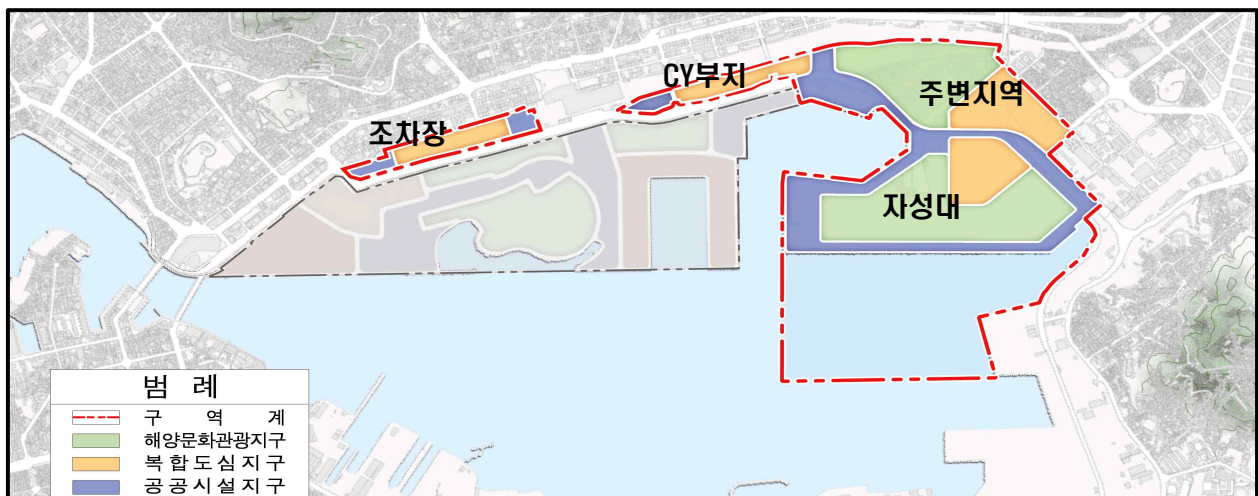 CY부지
주변지역
조차장
자성대
범 례
구 역 계
해양문화관광지구
복합도심지구
공공시설지구